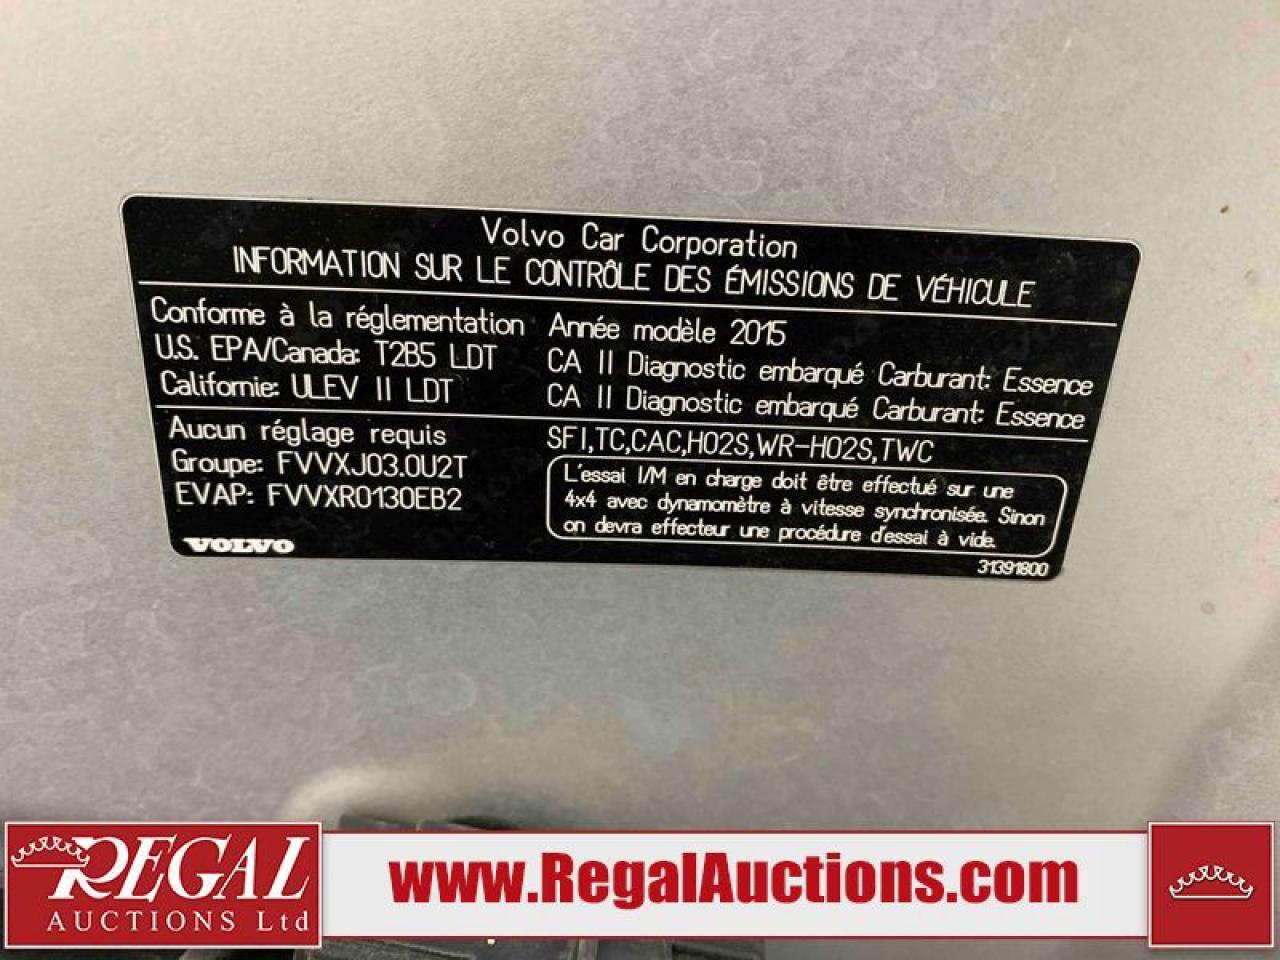 Volvo Car Corporation
INFORMATION SUR LE CONTRÔLE DES ÉMISSIONS DE VÉHICULE
Conforme à la réglementation
U.S. EPA/Canada: T2B5 LDT
Californie: ULEV II LDT
Année modèle 2015
CA II Diagnostic embarqué Carburant: Essence
CA II Diagnostic embarqué Carburant: Essence
Aucun réglage requis
Groupe: FVVXJ03.0U2T
EVAP: FVVXR0130EB2
VOLVO
SFI,TC,CAC,HO2S,WR-HO2S,TWC
L'essai I/M en charge doit être effectué sur une
4x4 avec dynamomètre à vitesse synchronisée. Sinon
on devra effecteur une procédure d'essai à vide.
31391800
REGAL
AUCTIONS Ltd
www.RegalAuctions.com